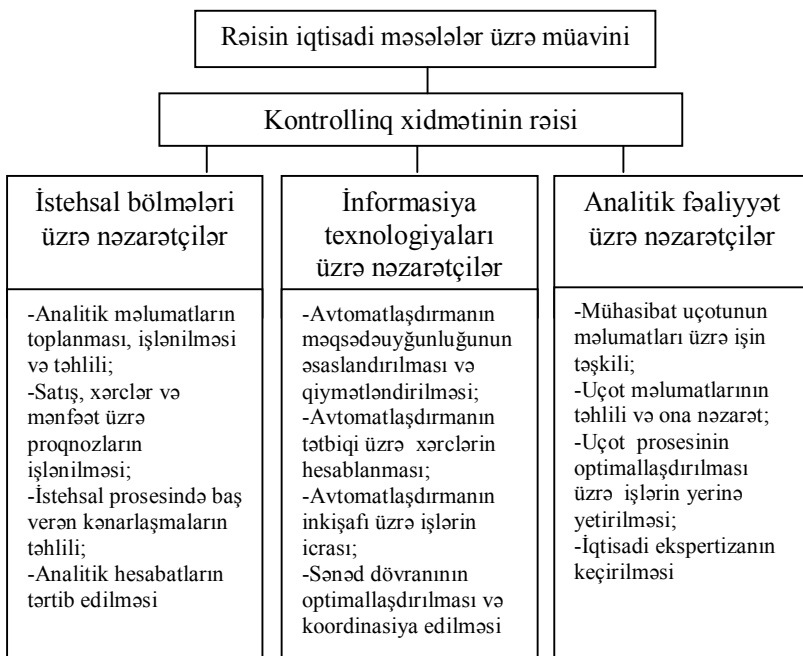 Rəisin iqtisadi məsələlər üzrə müavini
Kontrollinq xidmətinin rəisi
İstehsal bölmələri
üzrə nəzarətçilər
-Analitik məlumatların
toplanması, işlənilməsi
və təhlili;
-Satış, xərclər və
mənfəət üzrə
proqnozların
işlənilməsi;
-İstehsal prosesində baş
verən kənarlaşmaların
təhlili;
-Analitik hesabatların
tərtib edilməsi
İnformasiya
texnologiyaları
üzrə nəzarətçilər
-Avtomatlaşdırmanın
məqsədəuyğunluğunun
əsaslandırılması və
qiymətləndirilməsi;
-Avtomatlaşdırmanın
tətbiqi üzrə xərclərin
hesablanması;
-Avtomatlaşdırmanın
inkişafı üzrə işlərin
icrası;
-Sənəd dövranının
optimallaşdırılması və
koordinasiya edilməsi
Analitik fəaliyyət
üzrə nəzarətçilər
-Mühasibat uçotunun
məlumatları üzrə işin
təşkili;
-Uçot məlumatlarının
təhlili və ona nəzarət;
-Uçot prosesinin
optimallaşdırılması
üzrə işlərin yerinə
yetirilməsi;
-İqtisadi ekspertizanın
keçirilməsi